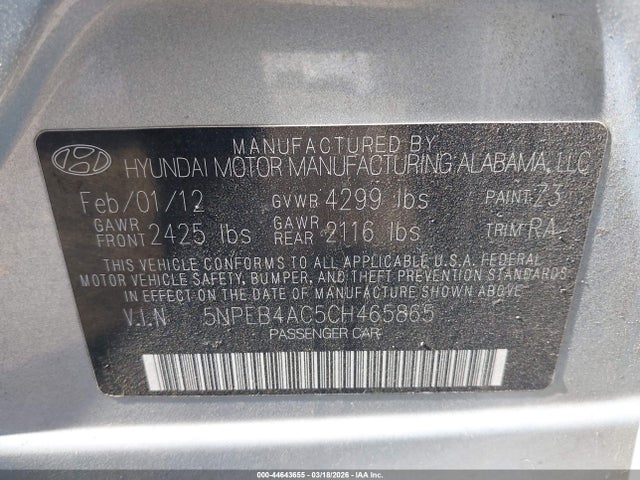 MANUFACTURED BY
HYUNDAI MOTOR MANUFACTURING ALABAMA, LLC
Feb/01/12 GVWR 4299 lbs PAINT Z3
GAWR FRONT 2425 lbs GAWR REAR 2116 lbs TRIM RA
THIS VEHICLE CONFORMS TO ALL APPLICABLE U.S.A. FEDERAL
MOTOR VEHICLE SAFETY, BUMPER, AND THEFT PREVENTION STANDARDS
IN EFFECT ON THE DATE OF MANUFACTURE SHOWN ABOVE.
V.I.N 5NPEB4AC5CH465865
PASSENGER CAR
000-44643655 - 03/18/2026 - IAA Inc.